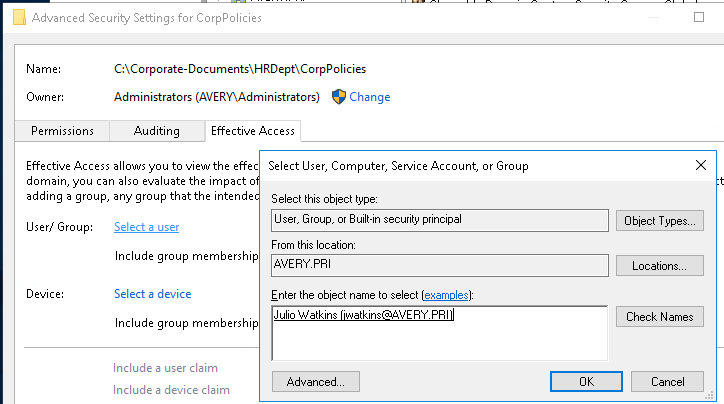 Advanced Security Settings for CorpPolicies
Name: C:\Corporate-Documents\HRDept\CorpPolicies
Owner: Administrators (AVERY\Administrators) Change
Permissions Auditing Effective Access
Effective Access allows you to view the effec
domain, you can also evaluate the impact of
adding a group, any group that the intended
User/ Group: Select a user
Include group membership
Device: Select a device
Include group membership
Include a user claim
Include a device claim
Select User, Computer, Service Account, or Group
Select this object type:
User, Group, or Built-in security principal Object Types...
From this location:
AVERY.PRI Locations...
Enter the object name to select (examples):
Julio Watkins (jwatkins@AVERY.PRI) Check Names
Advanced... OK Cancel